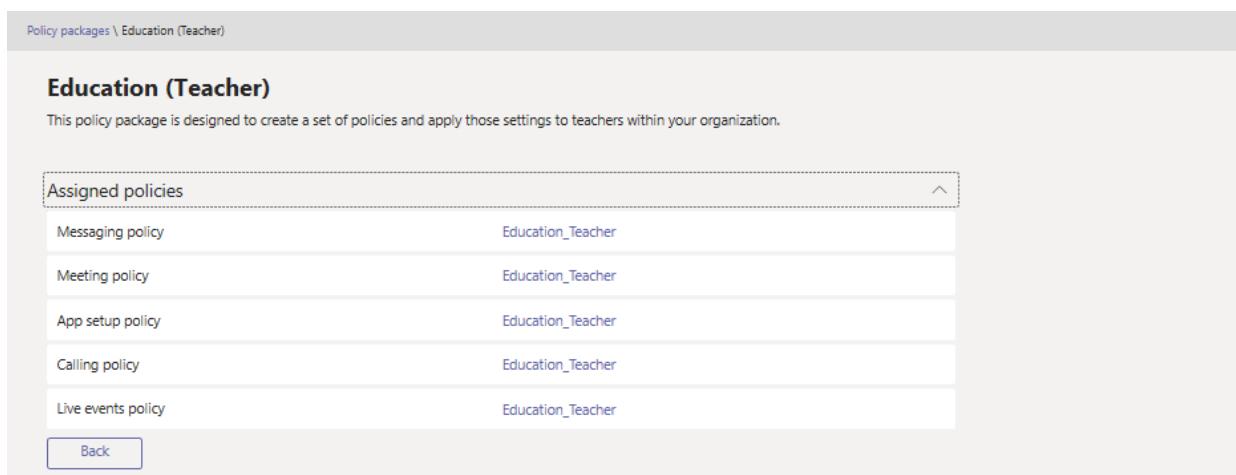 Policy packages \ Education (Teacher)
Education (Teacher)
This policy package is designed to create a set of policies and apply those settings to teachers within your organization.
Assigned policies
Messaging policy Education_Teacher
Meeting policy Education_Teacher
App setup policy Education_Teacher
Calling policy Education_Teacher
Live events policy Education_Teacher
Back